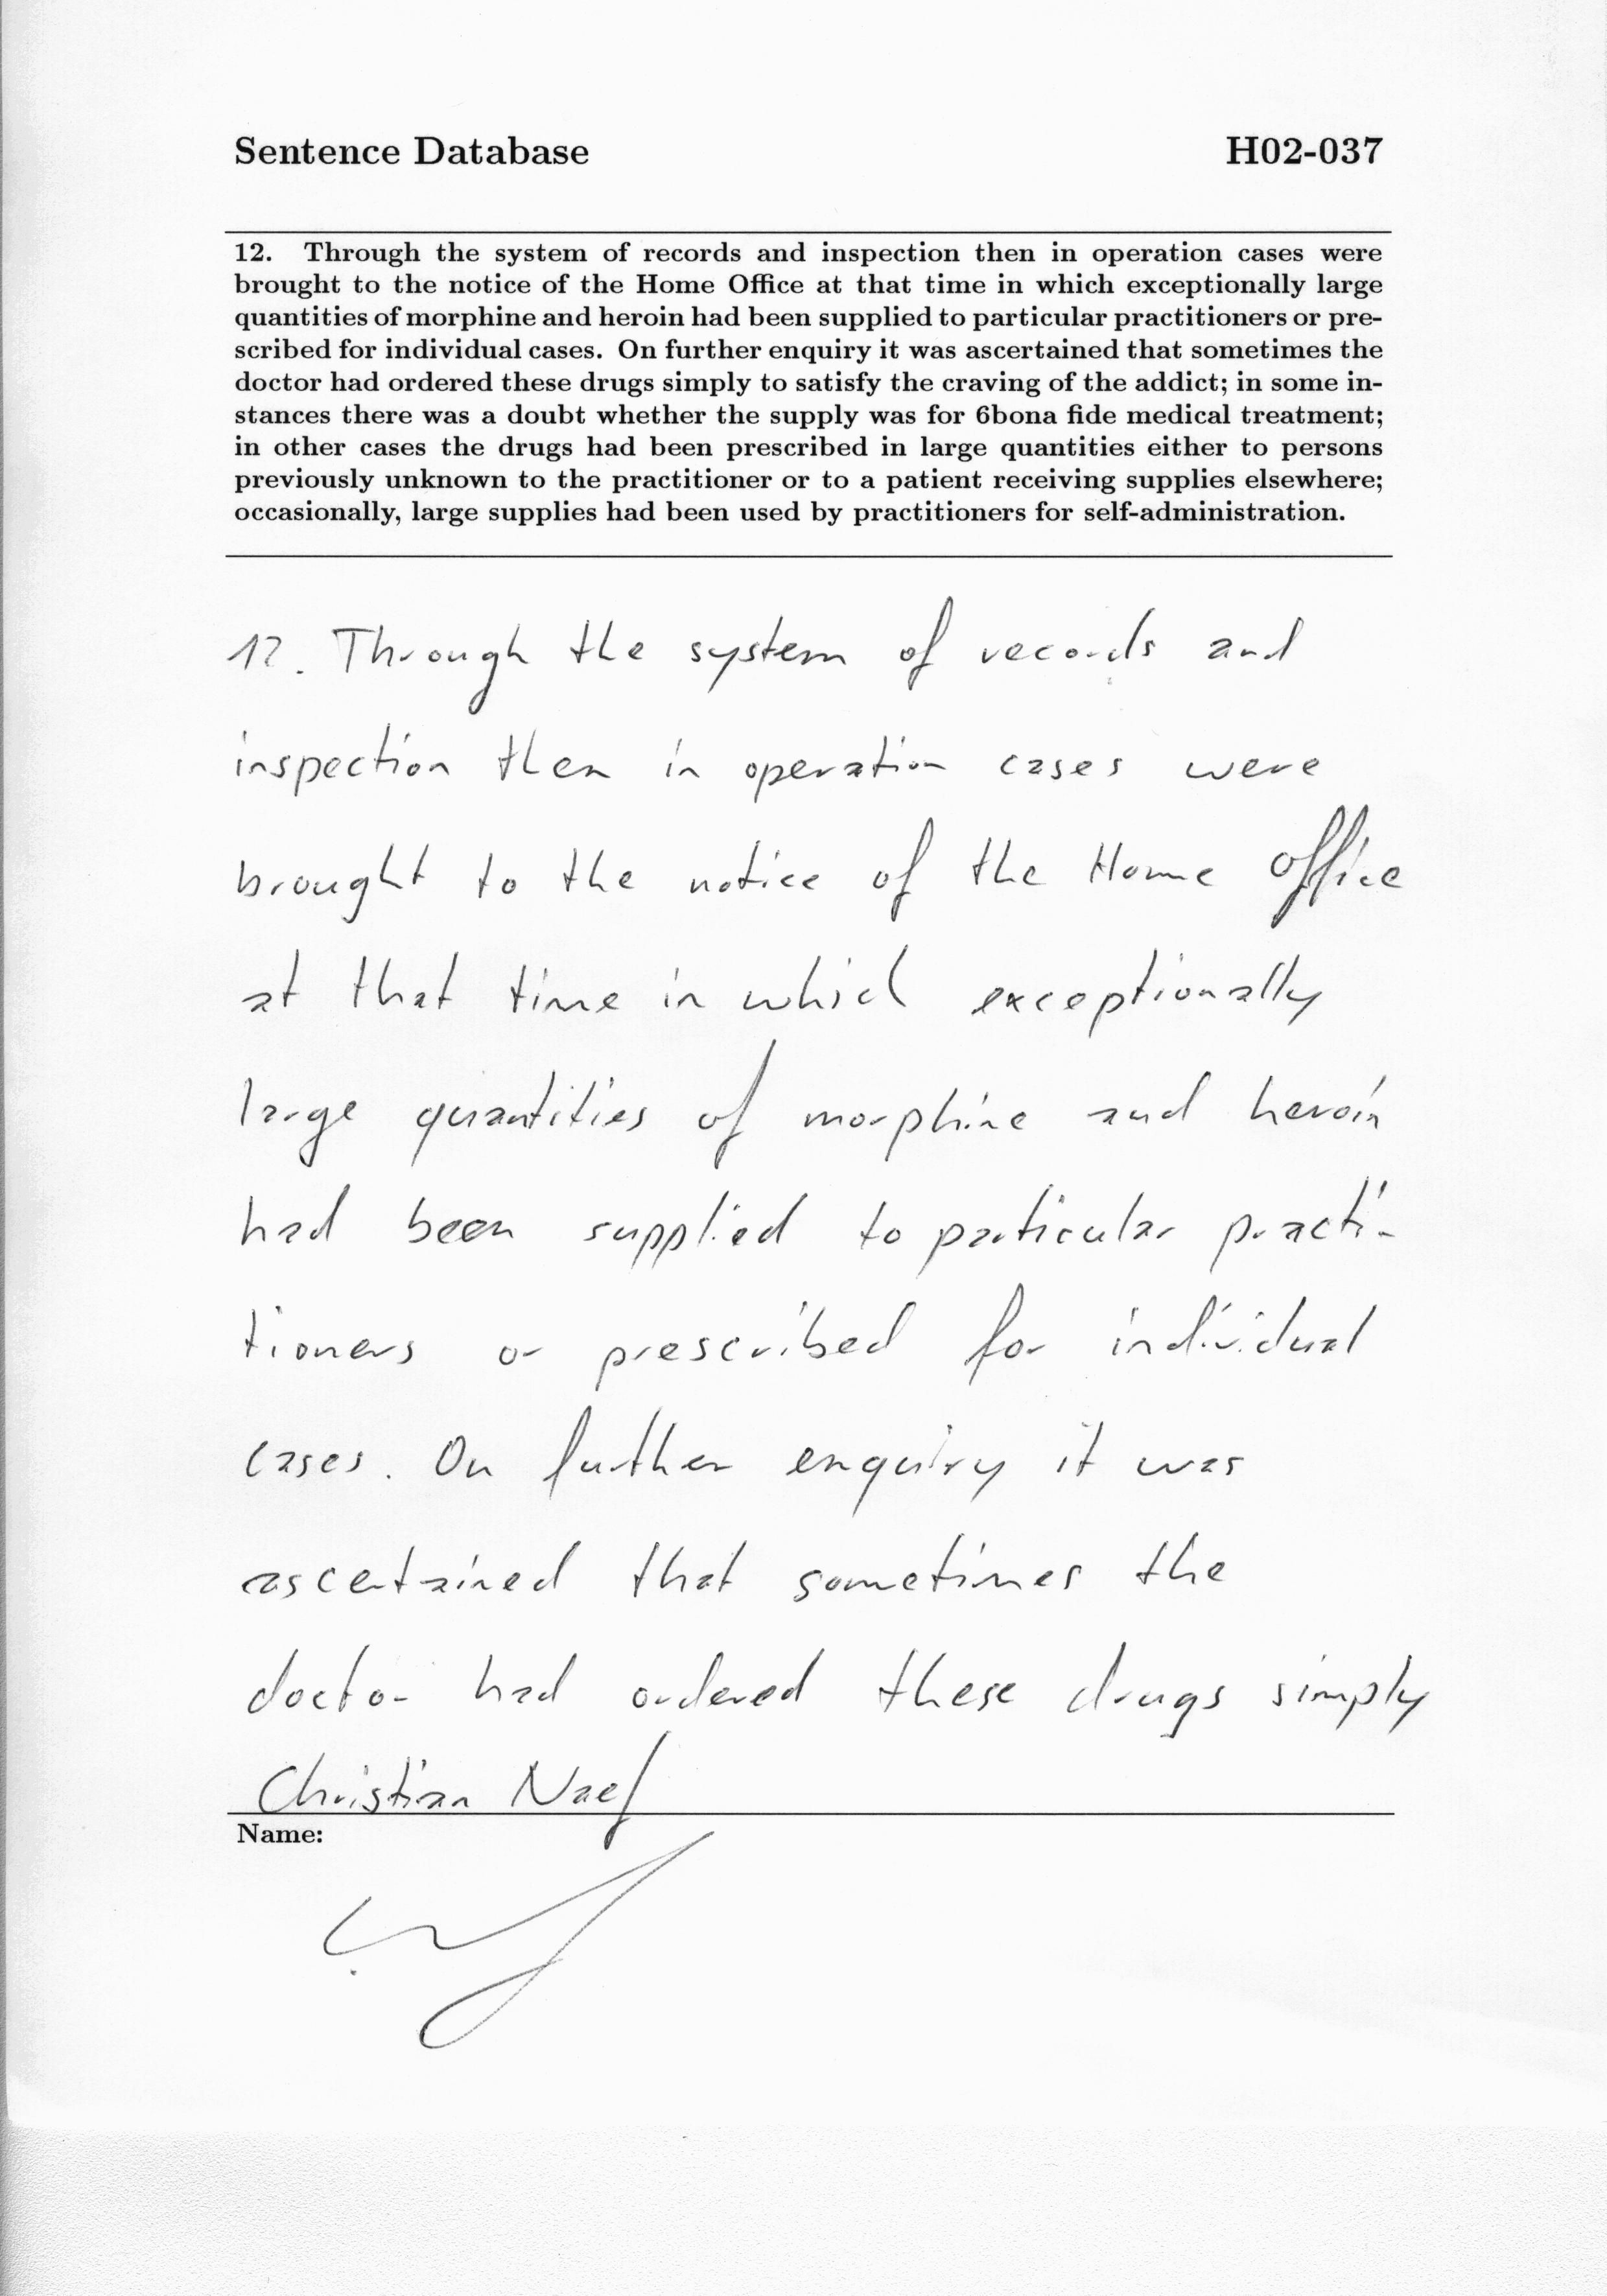 Sentence Database H02-037
12. Through the system of records and inspection then in operation cases were
brought to the notice of the Home Office at that time in which exceptionally large
quantities of morphine and heroin had been supplied to particular practitioners or pre-
scribed for individual cases. On further enquiry it was ascertained that sometimes the
doctor had ordered these drugs simply to satisfy the craving of the addict; in some in-
stances there was a doubt whether the supply was for 6bona fide medical treatment;
in other cases the drugs had been prescribed in large quantities either to persons
previously unknown to the practitioner or to a patient receiving supplies elsewhere;
occasionally, large supplies had been used by practitioners for self-administration.
12. Through the system of records and
inspection then in operation cases were
brought to the notice of the Home Office
at that time in which exceptionally
large quantities of morphine and heroin
had been supplied to particular practi-
tioners or prescribed for individual
cases. On further enquiry it was
ascertained that sometimes the
doctor had ordered these drugs simply
Christian Naef
Name: